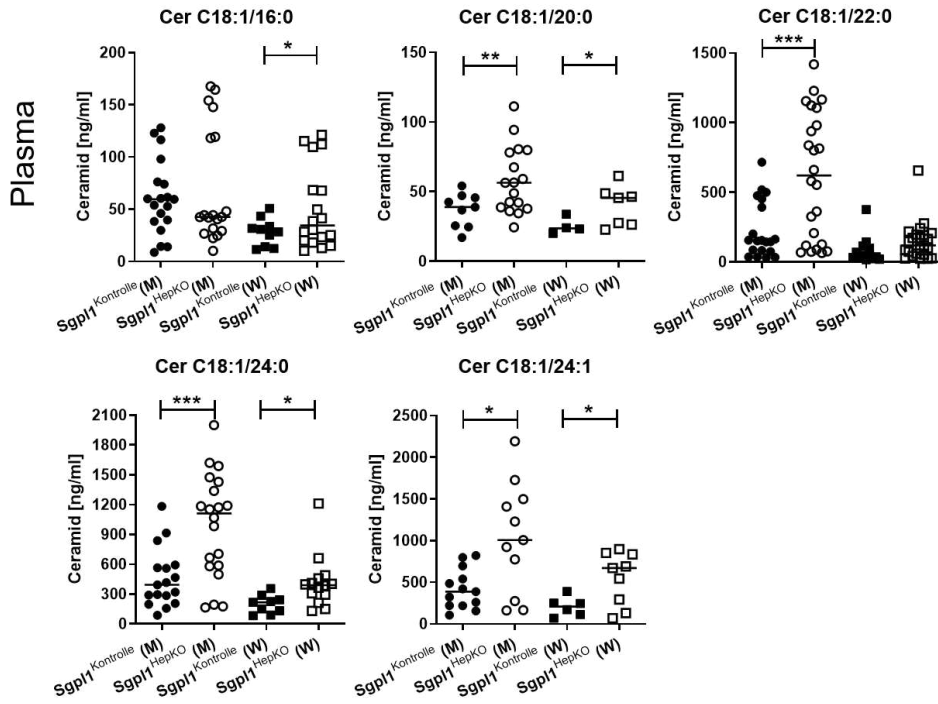 Plasma
Cer C18:1/16:0
*
Ceramid [ng/ml]
200
150
100
50
0
Sgpl1Kontrolle (M)
Sgpl1HepKO (M)
Sgpl1Kontrolle (W)
Sgpl1HepKO (W)
Cer C18:1/20:0
**
*
Ceramid [ng/ml]
150
100
50
0
Sgpl1Kontrolle (M)
Sgpl1HepKO (M)
Sgpl1Kontrolle (W)
Sgpl1HepKO (W)
Cer C18:1/22:0
***
Ceramid [ng/ml]
1500
1000
500
0
Sgpl1Kontrolle (M)
Sgpl1HepKO (M)
Sgpl1Kontrolle (W)
Sgpl1HepKO (W)
Cer C18:1/24:0
***
*
Ceramid [ng/ml]
2100
1800
1500
1200
900
600
300
0
Sgpl1Kontrolle (M)
Sgpl1HepKO (M)
Sgpl1Kontrolle (W)
Sgpl1HepKO (W)
Cer C18:1/24:1
*
*
Ceramid [ng/ml]
2500
2000
1500
1000
500
0
Sgpl1Kontrolle (M)
Sgpl1HepKO (M)
Sgpl1Kontrolle (W)
Sgpl1HepKO (W)